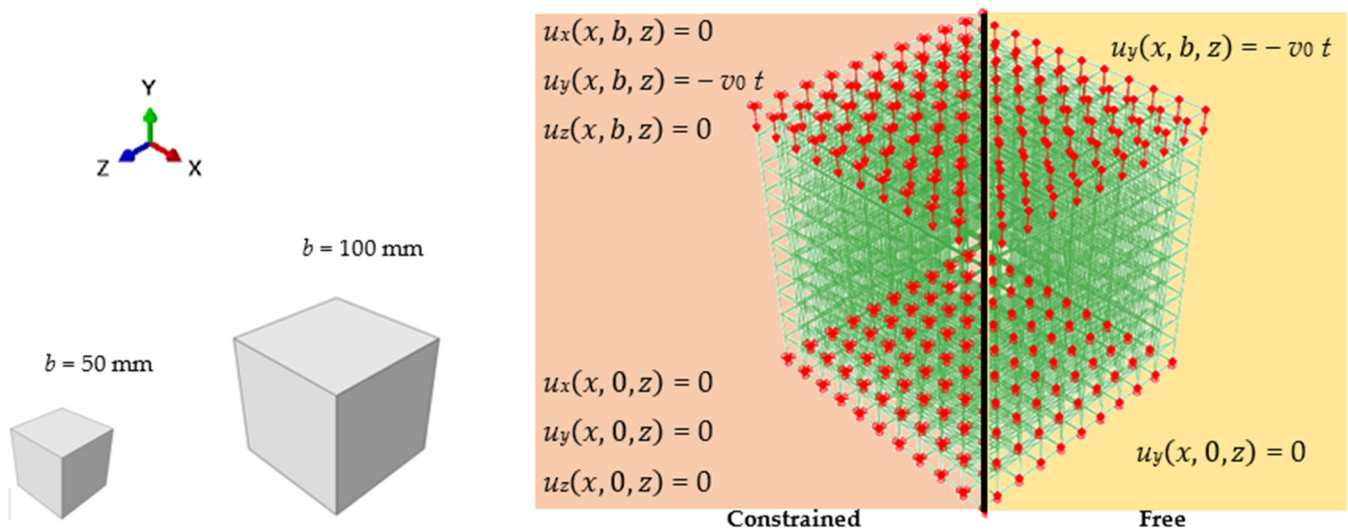 Y
Z
X
b = 100 mm
b = 50 mm
ux(x, b, z) = 0
uy(x, b, z) = − v0 t
uz(x, b, z) = 0
ux(x, 0, z) = 0
uy(x, 0, z) = 0
uz(x, 0, z) = 0
Constrained
uy(x, b, z) = − v0 t
uy(x, 0, z) = 0
Free